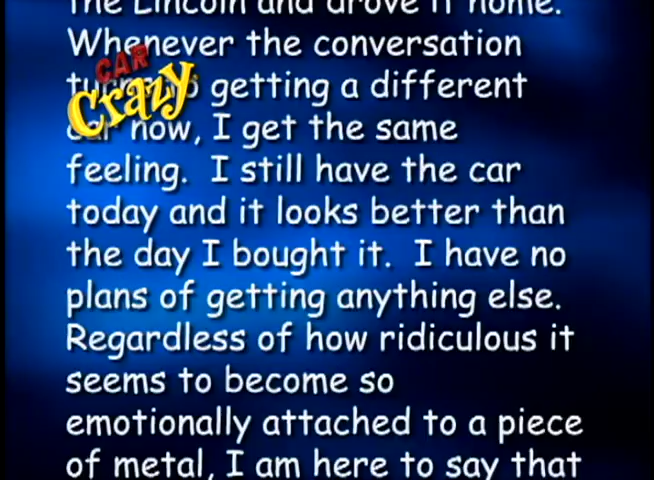 the Lincoln and drove it home.
Whenever the conversation
CAR
Crazy
getting a different
car now, I get the same
feeling. I still have the car
today and it looks better than
the day I bought it. I have no
plans of getting anything else.
Regardless of how ridiculous it
seems to become so
emotionally attached to a piece
of metal, I am here to say that